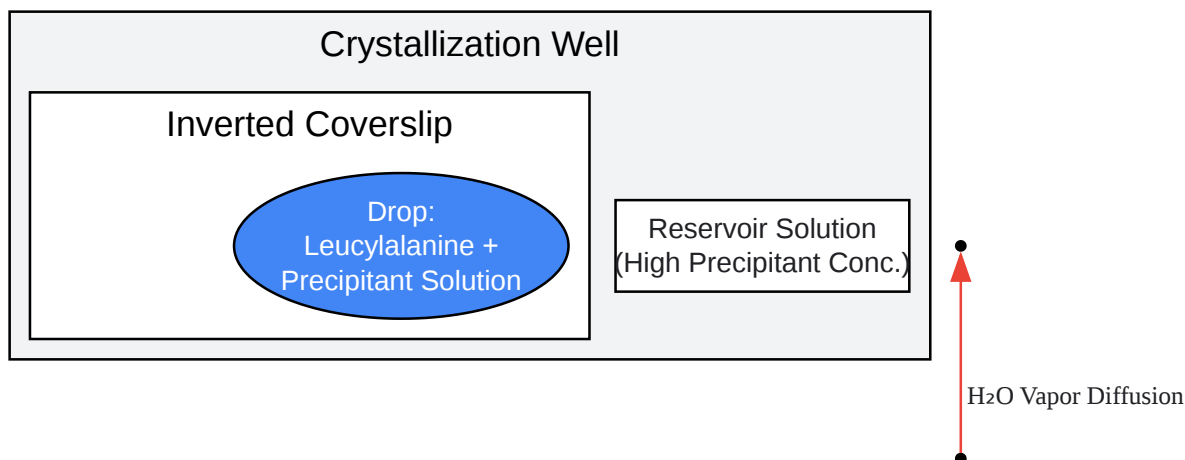 Crystallization Well
Inverted Coverslip
Drop:
Leucylalanine +
Precipitant Solution
Reservoir Solution
(High Precipitant Conc.)
H₂O Vapor Diffusion